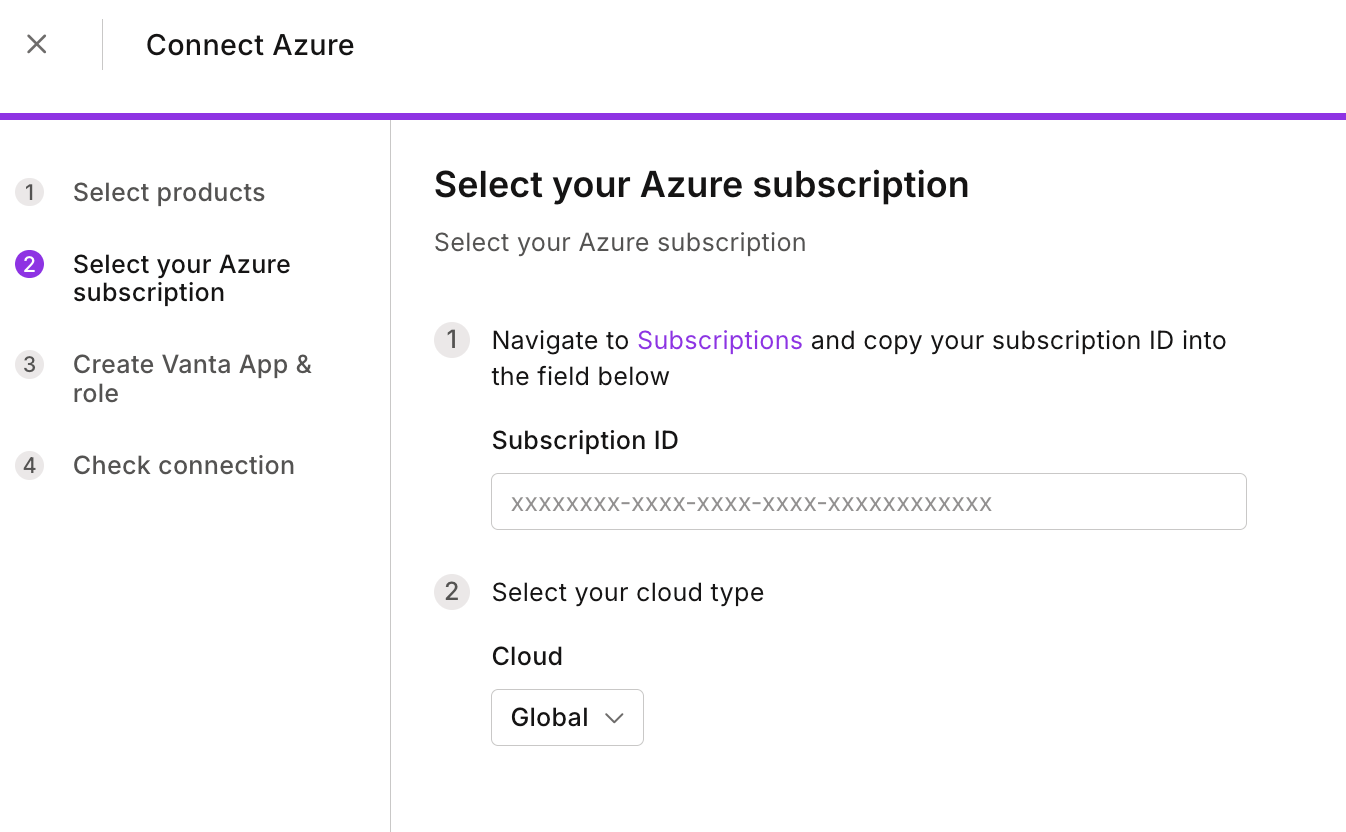 Connect Azure
1 Select products
2 Select your Azure
subscription
3 Create Vanta App &
role
4 Check connection
Select your Azure subscription
Select your Azure subscription
1 Navigate to Subscriptions and copy your subscription ID into
the field below
Subscription ID
xxxxxxxx-xxxx-xxxx-xxxx-xxxxxxxxxxxx
2 Select your cloud type
Cloud
Global